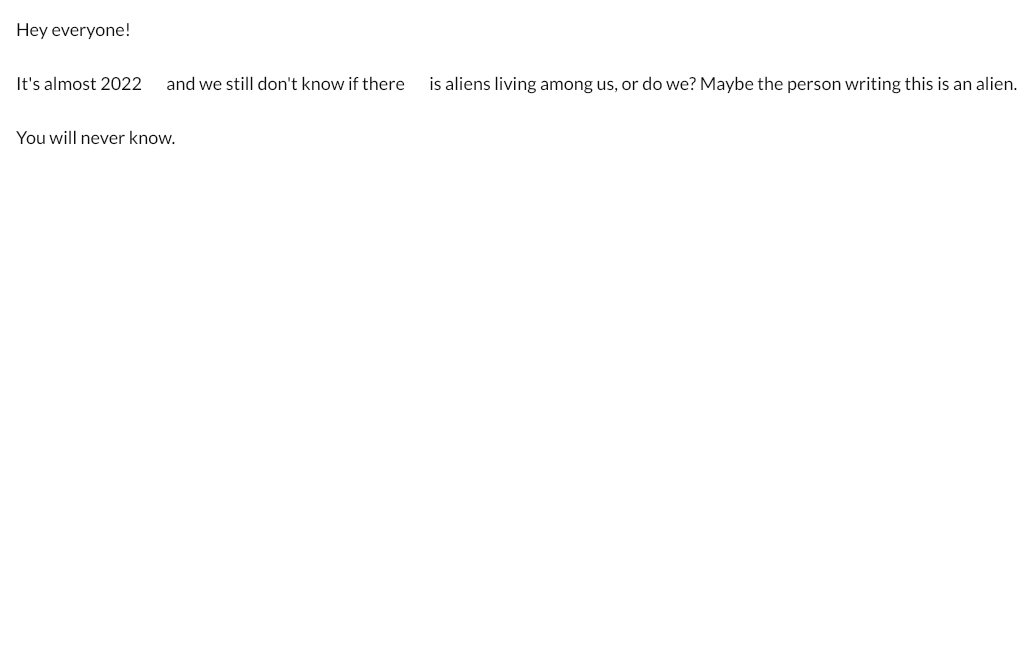 Hey everyone!
It's almost 2022 and we still don't know if there is aliens living among us, or do we? Maybe the person writing this is an alien.
You will never know.